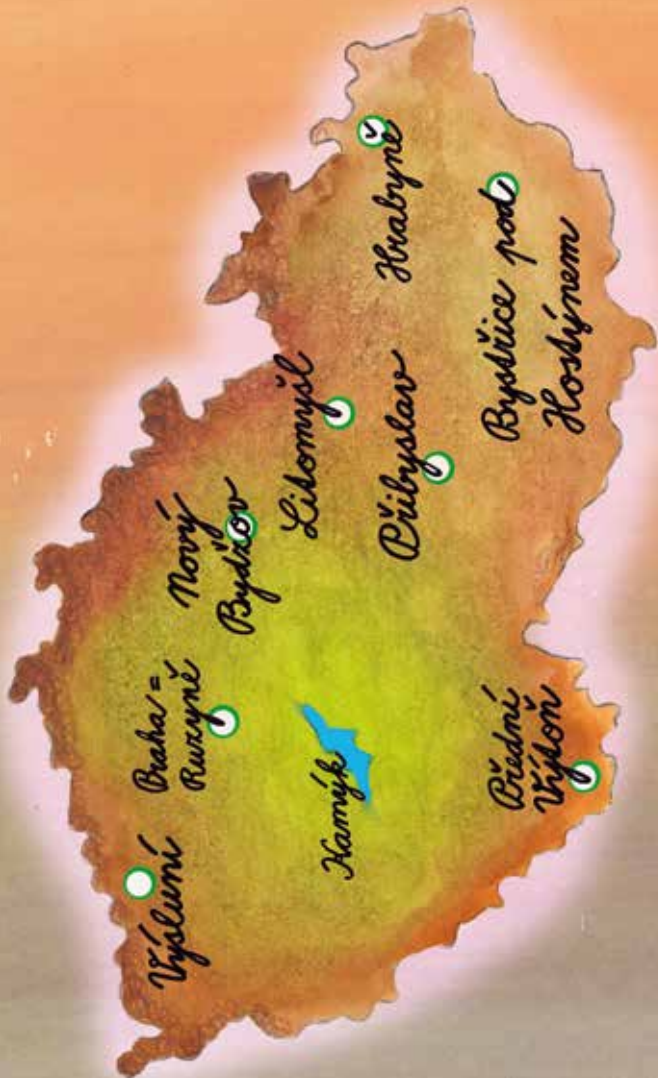 Výsluní
Praha =
Ruzyně
Nový
Bydžov
Litomyšl
Hrabyně
Přibyslav
Bystřice pod
Hostýnem
Kamýk
Přední
Výtoň